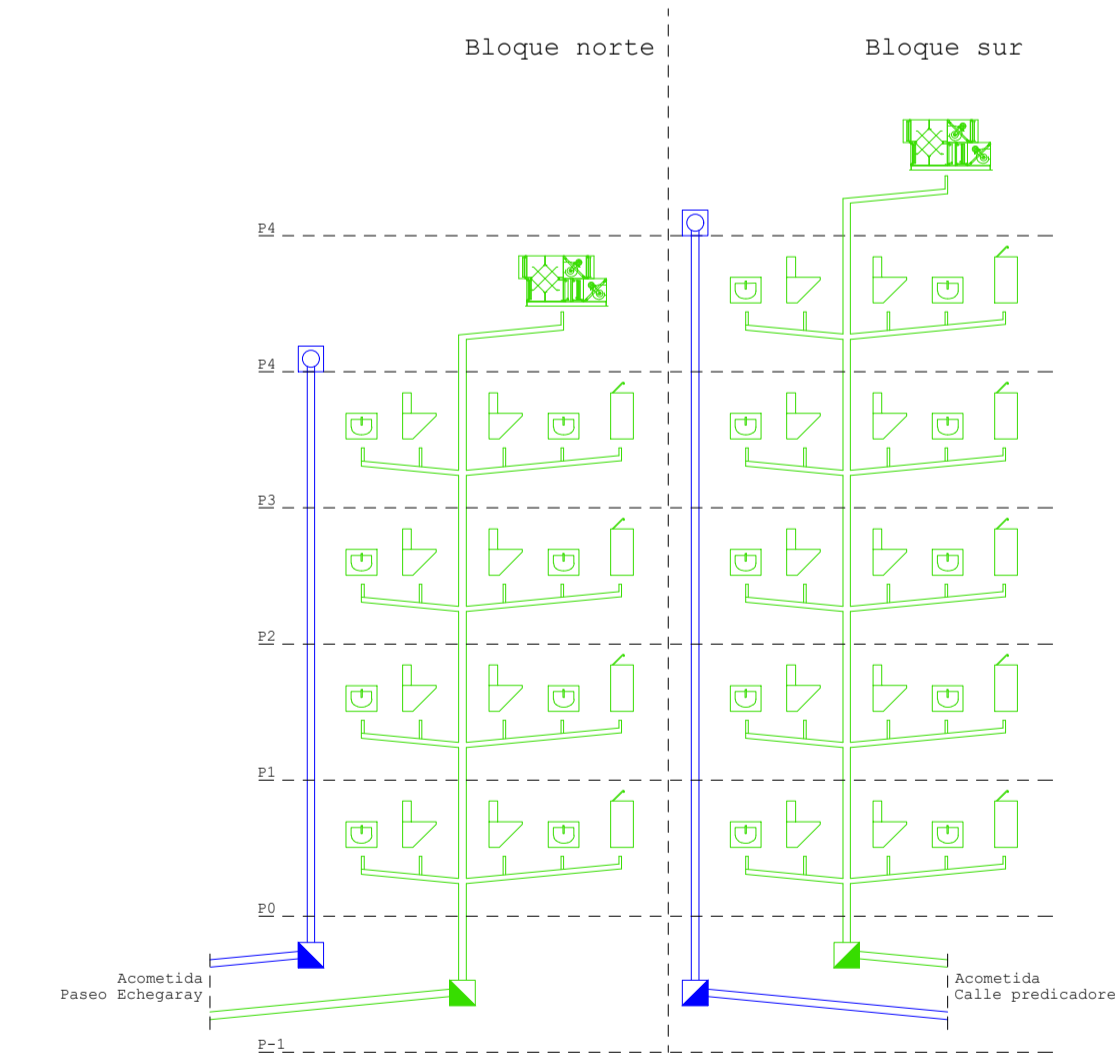 Bloque norte
Bloque sur
P4
P4
P3
P2
P1
P0
Acometida
Paseo Echegaray
Acometida
Calle predicadore
P-1